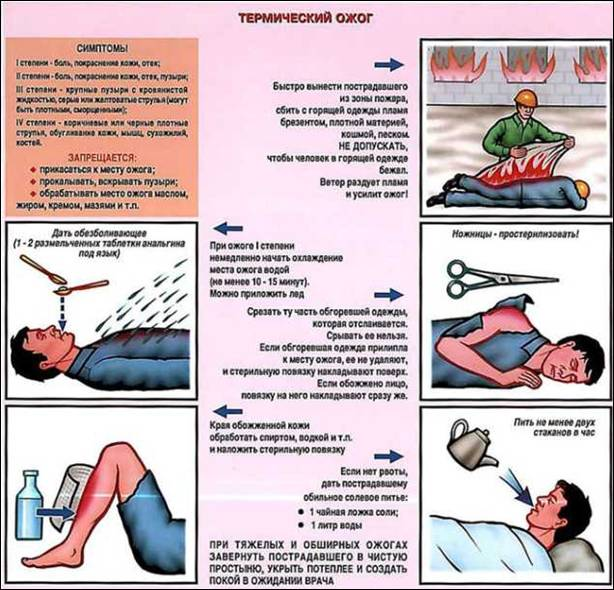 ТЕРМИЧЕСКИЙ ОЖОГ
СИМПТОМЫ
I степени - боль, покраснение кожи, отек;
II степени - боль, покраснение кожи, отек, пузыри;
III степени - крупные пузыри с кровянистой
жидкостью, серые или желтоватые струпья (могут
быть плотными, сморщенными);
IV степени - коричневые или черные плотные
струпья, обугливание кожи, мышц, сухожилий,
костей.
ЗАПРЕЩАЕТСЯ:
прикасаться к месту ожога;
прокалывать, вскрывать пузыри;
обрабатывать место ожога маслом,
жиром, кремом, мазями и т.п.
Быстро вынести пострадавшего
из зоны пожара,
сбить с горящей одежды пламя
брезентом, плотной материей,
кошмой, песком.
НЕ ДОПУСКАТЬ,
чтобы человек в горящей одежде
бежал.
Ветер раздует пламя
и усилит ожог!
Дать обезболивающее
(1 - 2 размельченных таблетки анальгина
под язык)
При ожоге I степени
немедленно начать охлаждение
места ожога водой
(не менее 10 - 15 минут).
Можно приложить лед
Ножницы - простерилизовать!
Срезать ту часть обгоревшей одежды,
которая отслаивается.
Срывать ее нельзя.
Если обгоревшая одежда прилипла
к месту ожога, ее не удаляют,
и стерильную повязку накладывают поверх.
Если обожжено лицо,
повязку на него накладывают сразу же.
Края обожженной кожи
обработать спиртом, водкой и т.п.
и наложить стерильную повязку
Если нет рвоты,
дать пострадавшему
обильное солевое питье:
1 чайная ложка соли;
1 литр воды
Пить не менее двух
стаканов в час
ПРИ ТЯЖЕЛЫХ И ОБШИРНЫХ ОЖОГАХ
ЗАВЕРНУТЬ ПОСТРАДАВШЕГО В ЧИСТУЮ
ПРОСТЫНЮ, УКРЫТЬ ПОТЕПЛЕЕ И СОЗДАТЬ
ПОКОЙ В ОЖИДАНИИ ВРАЧА